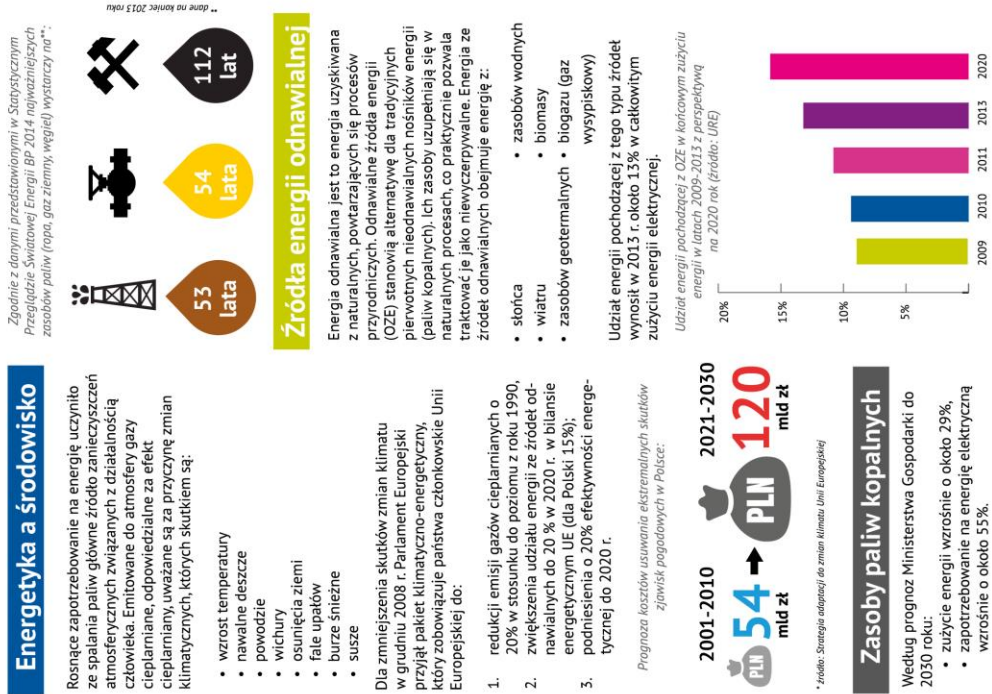 Energetyka a środowisko
Rosnące zapotrzebowanie na energię uczyniło
ze spalania paliw główne źródło zanieczyszczeń
atmosferycznych związanych z działalnością
człowieka. Emitowane do atmosfery gazy
cieplarniane, odpowiedzialne za efekt
cieplarniany, uważane są za przyczynę zmian
klimatycznych, których skutkiem są:
• wzrost temperatury
• nawalne deszcze
• powodzie
• wichury
• osunięcia ziemi
• fale upałów
• burze śnieżne
• susze
Dla zmniejszenia skutków zmian klimatu
w grudniu 2008 r. Parlament Europejski
przyjął pakiet klimatyczno-energetyczny,
który zobowiązuje państwa członkowskie Unii
Europejskiej do:
1. redukcji emisji gazów cieplarnianych o
20% w stosunku do poziomu z roku 1990,
2. zwiększenia udziału energii ze źródeł od-
nawialnych do 20 % w 2020 r. w bilansie
energetycznym UE (dla Polski 15%);
3. podniesienia o 20% efektywności energe-
tycznej do 2020 r.
Prognoza kosztów usuwania ekstremalnych skutków
zjawisk pogodowych w Polsce:
2001-2010
2021-2030
PLN
54
PLN
120
mld zł
mld zł
* źródło: Strategia adaptacji do zmian klimatu Unii Europejskiej
Zasoby paliw kopalnych
Według prognoz Ministerstwa Gospodarki do
2030 roku:
• zużycie energii wzrośnie o około 29%,
• zapotrzebowanie na energię elektryczną
wzrośnie o około 55%.
Zgodnie z danymi przedstawionymi w Statystycznym
Przeglądzie Światowej Energii BP 2014 najważniejszych
zasobów paliw (ropa, gaz ziemny, węgiel) wystarczy na**:
53
lata
54
lata
112
lat
** dane na koniec 2013 roku
Źródła energii odnawialnej
Energia odnawialna jest to energia uzyskiwana
z naturalnych, powtarzających się procesów
przyrodniczych. Odnawialne źródła energii
(OZE) stanowią alternatywę dla tradycyjnych
pierwotnych nieodnawialnych nośników energii
(paliw kopalnych). Ich zasoby uzupełniają się w
naturalnych procesach, co praktycznie pozwala
traktować je jako niewyczerpywalne. Energia ze
źródeł odnawialnych obejmuje energię z:
• słońca
• wiatru
• zasobów geotermalnych
• zasobów wodnych
• biomasy
• biogazu (gaz
wysypiskowy)
Udział energii pochodzącej z tego typu źródeł
wynosił w 2013 r. około 13% w całkowitym
zużyciu energii elektrycznej.
Udział energii pochodzącej z OZE w końcowym zużyciu
energii w latach 2009-2013 z perspektywą
na 2020 rok (źródło: URE)
20%
15%
10%
5%
2009
2010
2011
2013
2020